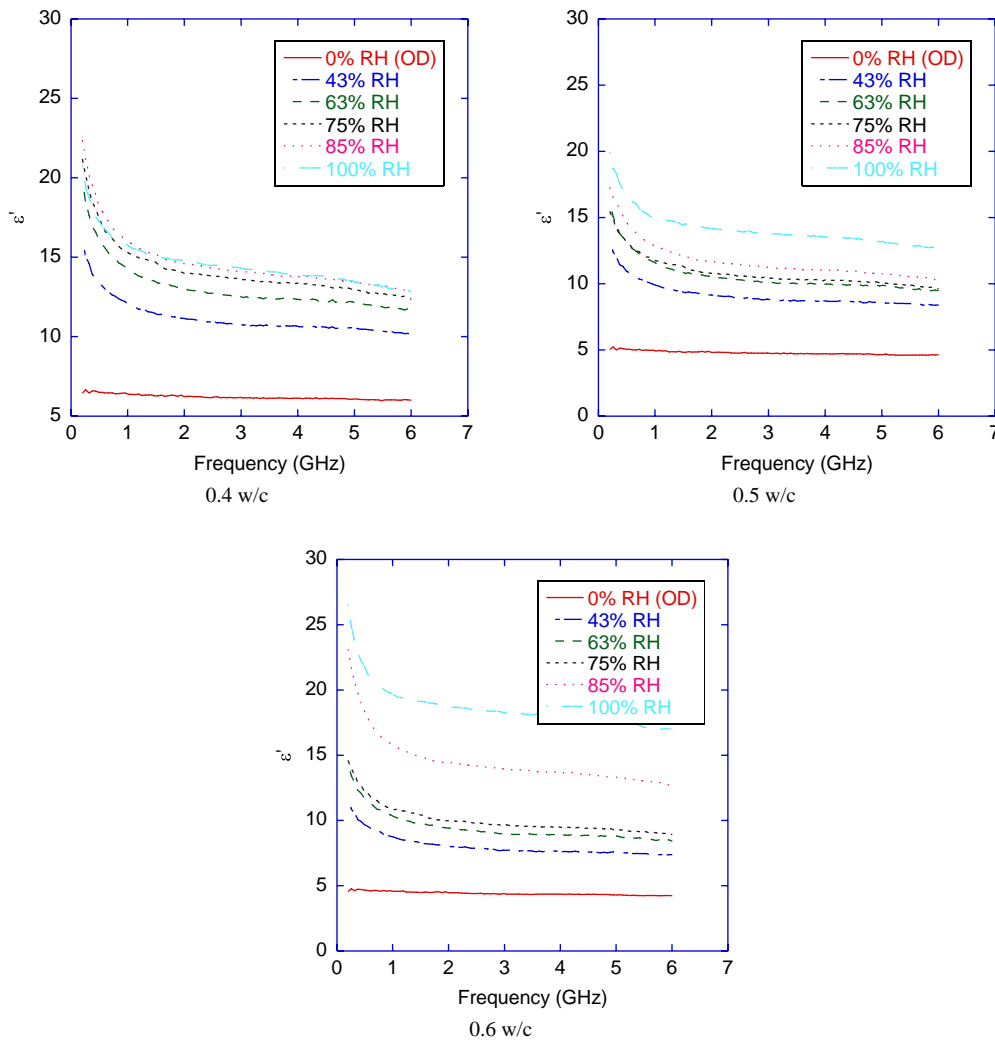 30
25
20
15
10
5
ε'
0% RH (OD)
43% RH
63% RH
75% RH
85% RH
100% RH
0 1 2 3 4 5 6 7
Frequency (GHz)
0.4 w/c
30
25
20
15
10
5
0
ε'
0% RH (OD)
43% RH
63% RH
75% RH
85% RH
100% RH
0 1 2 3 4 5 6 7
Frequency (GHz)
0.5 w/c
30
25
20
15
10
5
0
ε'
0% RH (OD)
43% RH
63% RH
75% RH
85% RH
100% RH
0 1 2 3 4 5 6 7
Frequency (GHz)
0.6 w/c